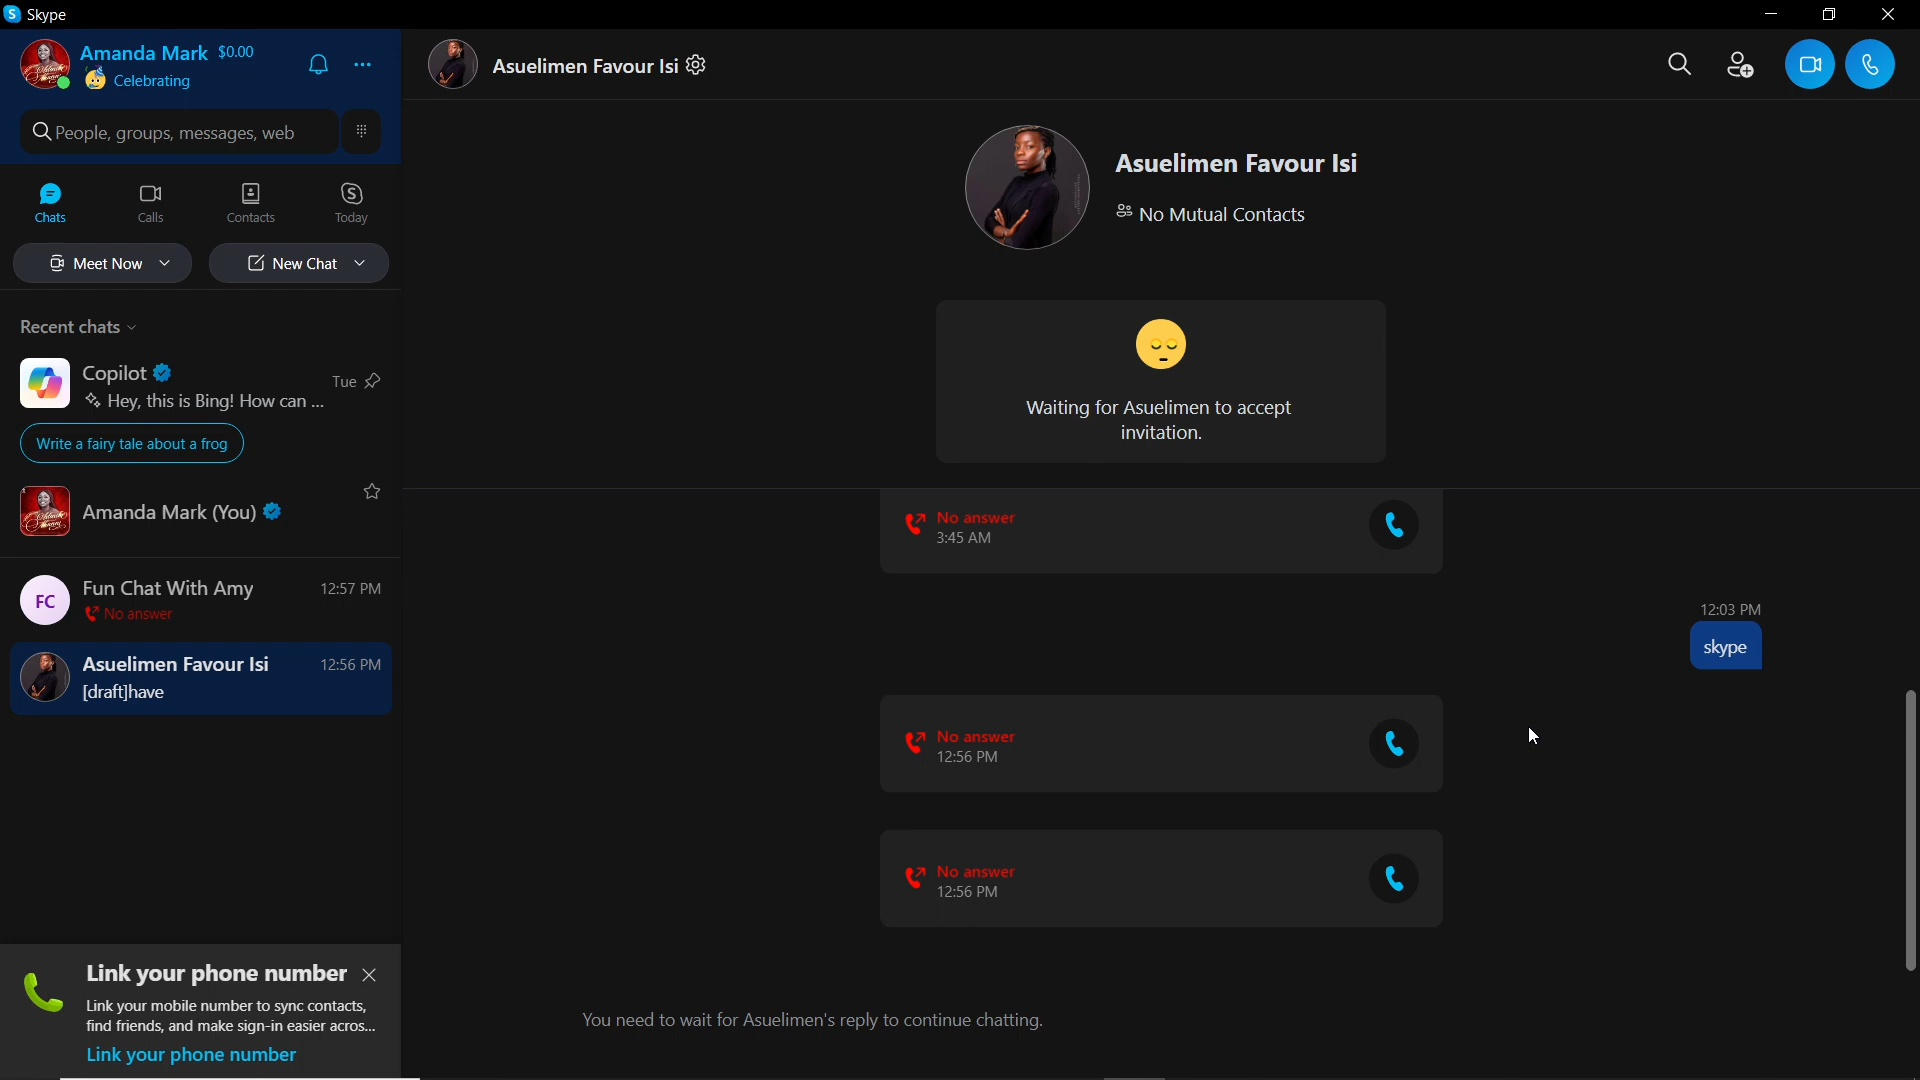 Skype
Amanda Mark $0.00
Celebrating
People, groups, messages, web
Chats
Calls
Contacts
Today
Meet Now
New Chat
Recent chats
Copilot
Tue
Hey, this is Bing! How can ...
Write a fairy tale about a frog
Amanda Mark (You)
FC
Fun Chat With Amy
12:57 PM
No answer
Asuelimen Favour Isi
12:56 PM
[draft]have
Link your phone number
Link your mobile number to sync contacts,
find friends, and make sign-in easier acros...
Link your phone number
Asuelimen Favour Isi
Asuelimen Favour Isi
No Mutual Contacts
Waiting for Asuelimen to accept
invitation.
No answer
3:45 AM
12:03 PM
skype
No answer
12:56 PM
No answer
12:56 PM
You need to wait for Asuelimen's reply to continue chatting.